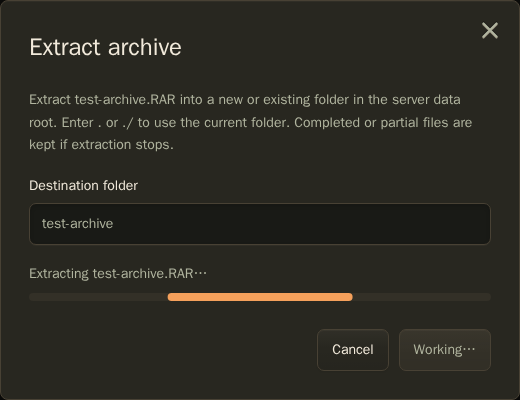 Extract archive
Extract test-archive.RAR into a new or existing folder in the server data
root. Enter . or ./ to use the current folder. Completed or partial files are
kept if extraction stops.
Destination folder
test-archive
Extracting test-archive.RAR···
Cancel
Working···